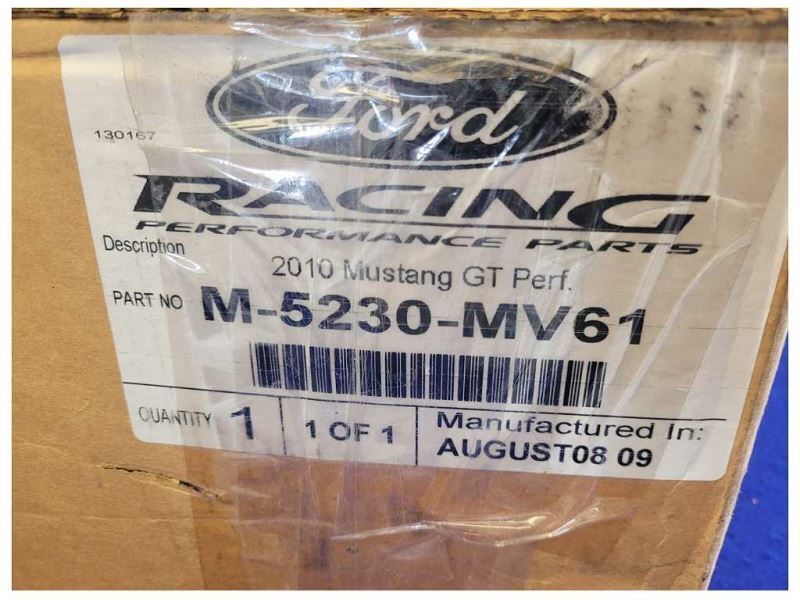 Ford
130167
RACING
PERFORMANCE PARTS
Description
2010 Mustang GT Perf.
PART NO M-5230-MV61
QUANTITY 1
1 OF 1
Manufactured In:
AUGUST08 09